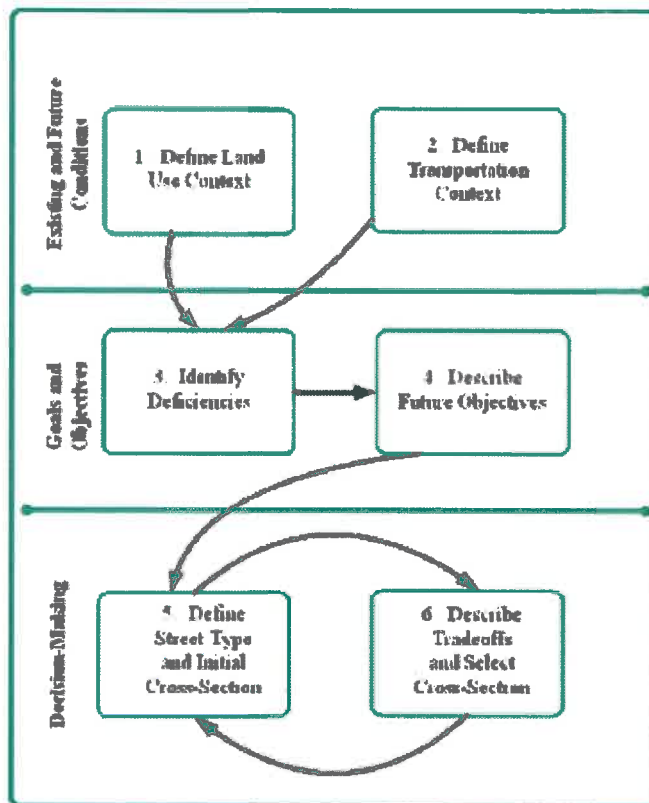 Existing and Future
Conditions
1. Define Land
Use Context
2. Define
Transportation
Context
Goals and
Objectives
3. Identify
Deficiencies
4. Describe
Future Objectives
Decision-Making
5. Define
Street Type
and Initial
Cross-Section
6. Describe
Tradeoffs
and Select
Cross-Section